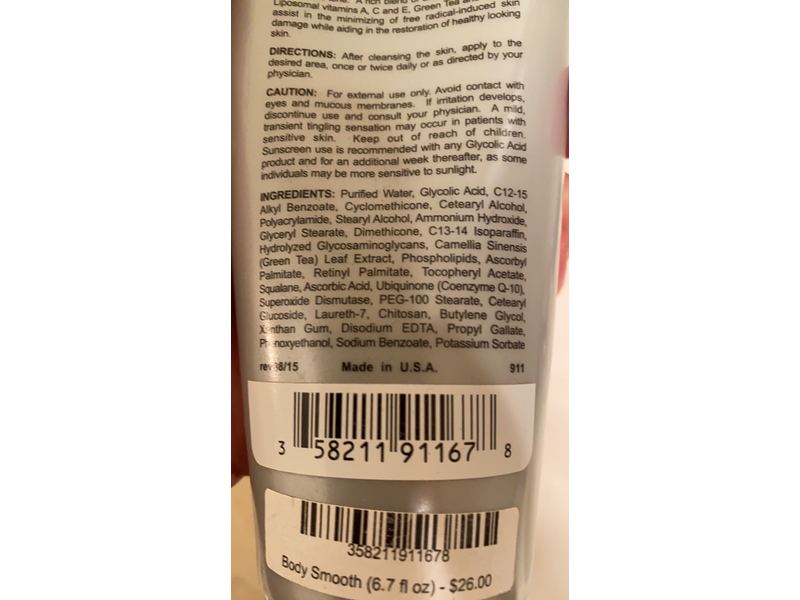 Liposomal vitamins A, C and E, Green Tea
assist in the minimizing of free radical-induced skin
damage while aiding in the restoration of healthy looking
skin.
DIRECTIONS: After cleansing the skin, apply to the
desired area, once or twice daily or as directed by your
physician.
CAUTION: For external use only. Avoid contact with
eyes and mucous membranes. If irritation develops,
discontinue use and consult your physician. A mild,
transient tingling sensation may occur in patients with
sensitive skin. Keep out of reach of children.
Sunscreen use is recommended with any Glycolic Acid
product and for an additional week thereafter, as some
individuals may be more sensitive to sunlight.
INGREDIENTS: Purified Water, Glycolic Acid, C12-15
Alkyl Benzoate, Cyclomethicone, Cetearyl Alcohol,
Polyacrylamide, Stearyl Alcohol, Ammonium Hydroxide,
Glyceryl Stearate, Dimethicone, C13-14 Isoparaffin,
Hydrolyzed Glycosaminoglycans, Camellia Sinensis
(Green Tea) Leaf Extract, Phospholipids, Ascorbyl
Palmitate, Retinyl Palmitate, Tocopheryl Acetate,
Squalane, Ascorbic Acid, Ubiquinone (Coenzyme Q-10),
Superoxide Dismutase, PEG-100 Stearate, Cetearyl
Glucoside, Laureth-7, Chitosan, Butylene Glycol,
Xanthan Gum, Disodium EDTA, Propyl Gallate,
Phenoxyethanol, Sodium Benzoate, Potassium Sorbate
rev38/15 Made in U.S.A. 911
3 58211 91167 8
358211911678
Body Smooth (6.7 fl oz) - $26.00